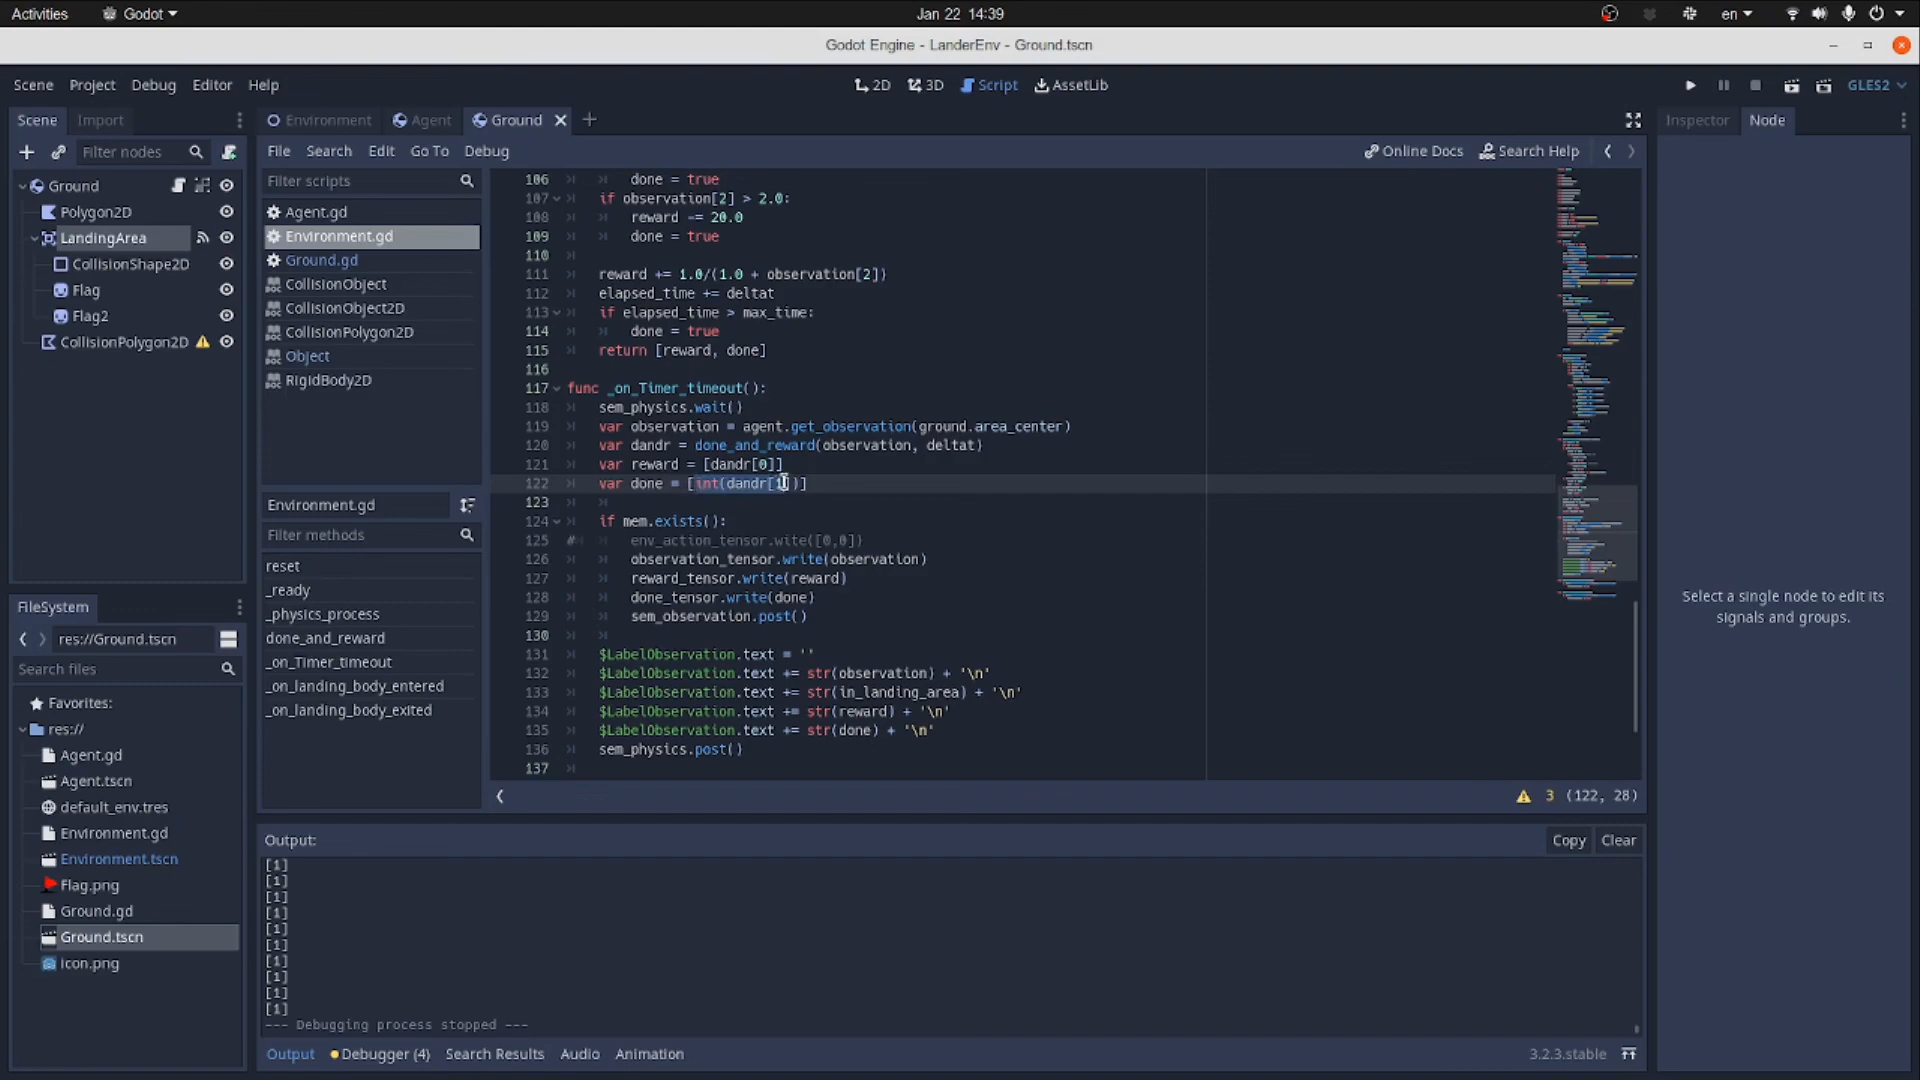 Activities
Godot
Jan 22 14:39
en
Godot Engine - LanderEnv - Ground.tscn
Scene Project Debug Editor Help
2D 3D Script AssetLib
GLES2
Scene Import
Environment Agent Ground
Inspector Node
Filter nodes
File Search Edit Go To Debug
Online Docs Search Help
Ground
Polygon2D
LandingArea
CollisionShape2D
Flag
Flag2
CollisionPolygon2D
Filter scripts
Agent.gd
Environment.gd
Ground.gd
CollisionObject
CollisionObject2D
CollisionPolygon2D
Object
RigidBody2D
Environment.gd
Filter methods
reset
_ready
_physics_process
done_and_reward
_on_Timer_timeout
_on_landing_body_entered
_on_landing_body_exited
106 done = true
107 if observation[2] > 2.0:
108 reward -= 20.0
109 done = true
110
111 reward += 1.0/(1.0 + observation[2])
112 elapsed_time += deltat
113 if elapsed_time > max_time:
114 done = true
115 return [reward, done]
116
117 func _on_Timer_timeout():
118 sem_physics.wait()
119 var observation = agent.get_observation(ground.area_center)
120 var dandr = done_and_reward(observation, deltat)
121 var reward = [dandr[0]]
122 var done = [int(dandr[1])]
123
124 if mem.exists():
125 # env_action_tensor.wite([0,0])
126 observation_tensor.write(observation)
127 reward_tensor.write(reward)
128 done_tensor.write(done)
129 sem_observation.post()
130
131 $LabelObservation.text = ''
132 $LabelObservation.text += str(observation) + '\n'
133 $LabelObservation.text += str(in_landing_area) + '\n'
134 $LabelObservation.text += str(reward) + '\n'
135 $LabelObservation.text += str(done) + '\n'
136 sem_physics.post()
137
3 (122, 28)
Select a single node to edit its
signals and groups.
FileSystem
res://Ground.tscn
Search files
Favorites:
res://
Agent.gd
Agent.tscn
default_env.tres
Environment.gd
Environment.tscn
Flag.png
Ground.gd
Ground.tscn
icon.png
Output:
Copy Clear
[1]
[1]
[1]
[1]
[1]
[1]
[1]
[1]
[1]
[1]
--- Debugging process stopped ---
Output Debugger (4) Search Results Audio Animation
3.2.3.stable